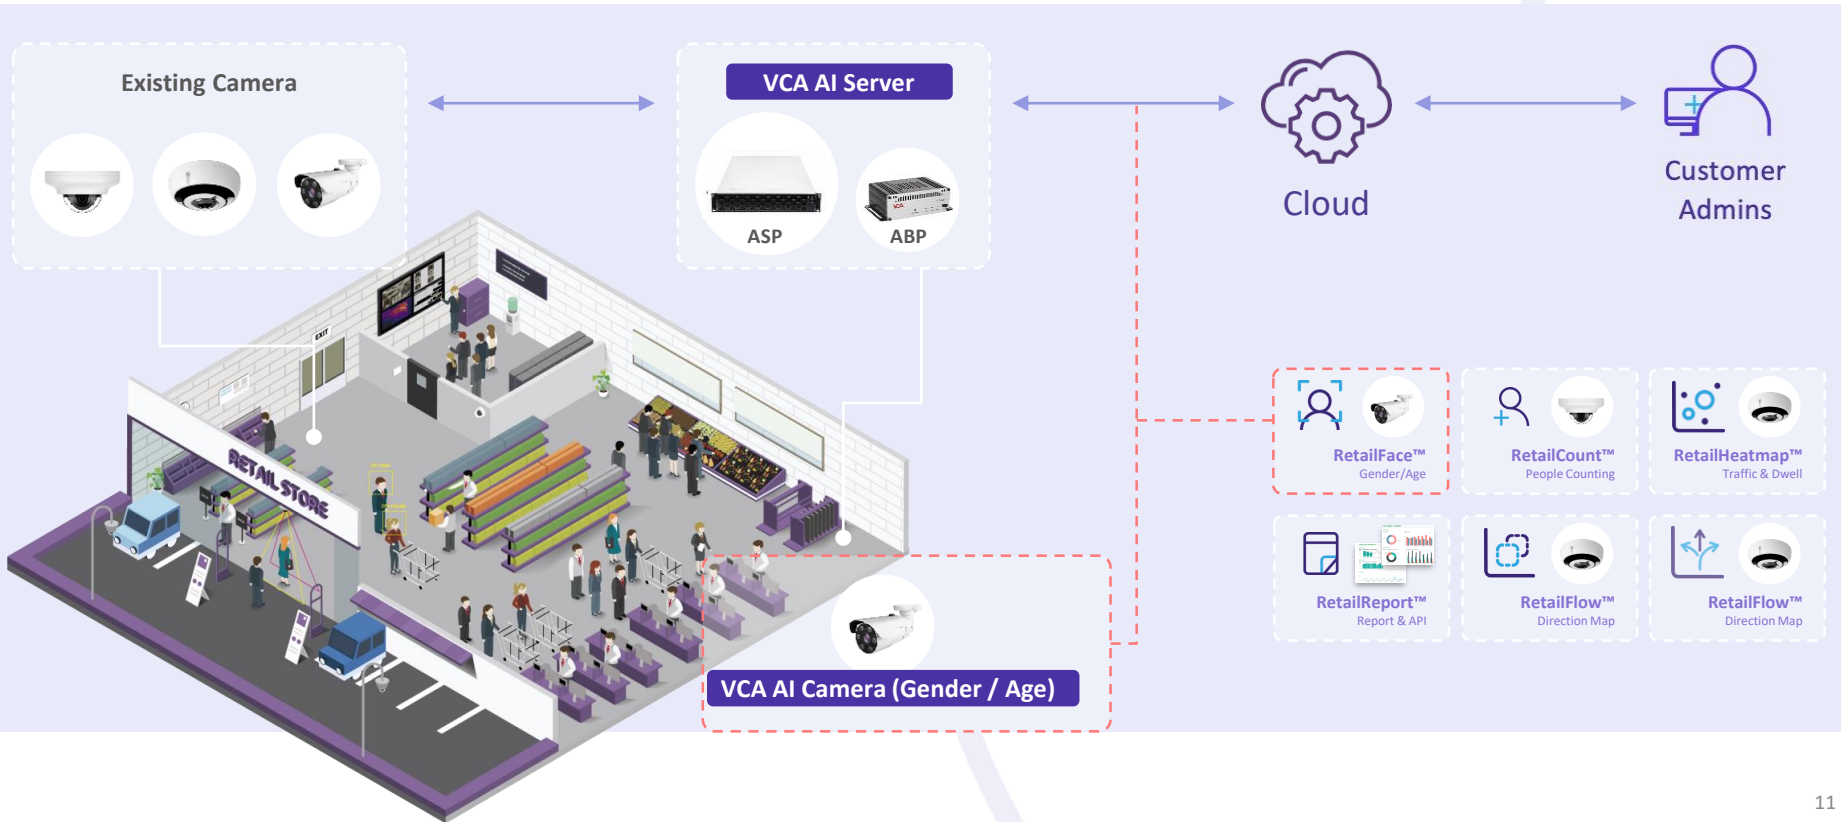 Existing Camera
VCA AI Server
ASP
ABP
Cloud
Customer
Admins
EXIT
RETAIL STORE
VCA AI Camera (Gender / Age)
RetailFace™
Gender/Age
RetailCount™
People Counting
RetailHeatmap™
Traffic & Dwell
RetailReport™
Report & API
RetailFlow™
Direction Map
RetailFlow™
Direction Map
11